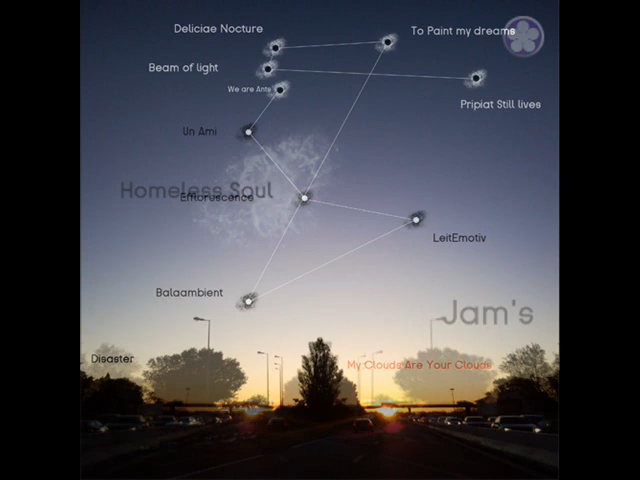 Deliciae Nocture
To Paint my dreams
Beam of light
We are Ants
Pripiat Still lives
Un Ami
Homeless Soul
Efflorescence
LeitEmotiv
Balaambient
Jam's
Disaster
My Clouds Are Your Clouds